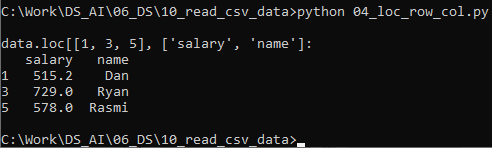 C:\Work\DS_AI\06_DS\10_read_csv_data>python 04_loc_row_col.py
data.loc[[1, 3, 5], ['salary', 'name']:
   salary   name
1   515.2    Dan
3   729.0   Ryan
5   578.0  Rasmi
C:\Work\DS_AI\06_DS\10_read_csv_data>